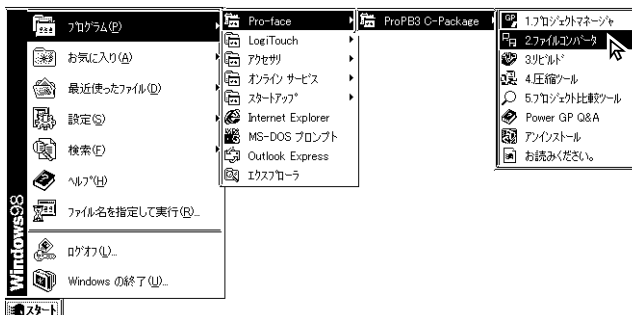 プログラム(P)
お気に入り(A)
最近使ったファイル(D)
設定(S)
検索(F)
ヘルプ(H)
ファイル名を指定して実行(R)...
ログオフ(L)...
Windows の終了(U)...
Windows98
スタート
Pro-face
LogiTouch
アクセサリ
オンライン サービス
スタートアップ
Internet Explorer
MS-DOS プロンプト
Outlook Express
エクスプローラ
ProPB3 C-Package
1.プロジェクトマネージャ
2.ファイルコンバータ
3.リビルド
4.圧縮ツール
5.プロジェクト比較ツール
Power GP Q&A
アンインストール
お読みください。